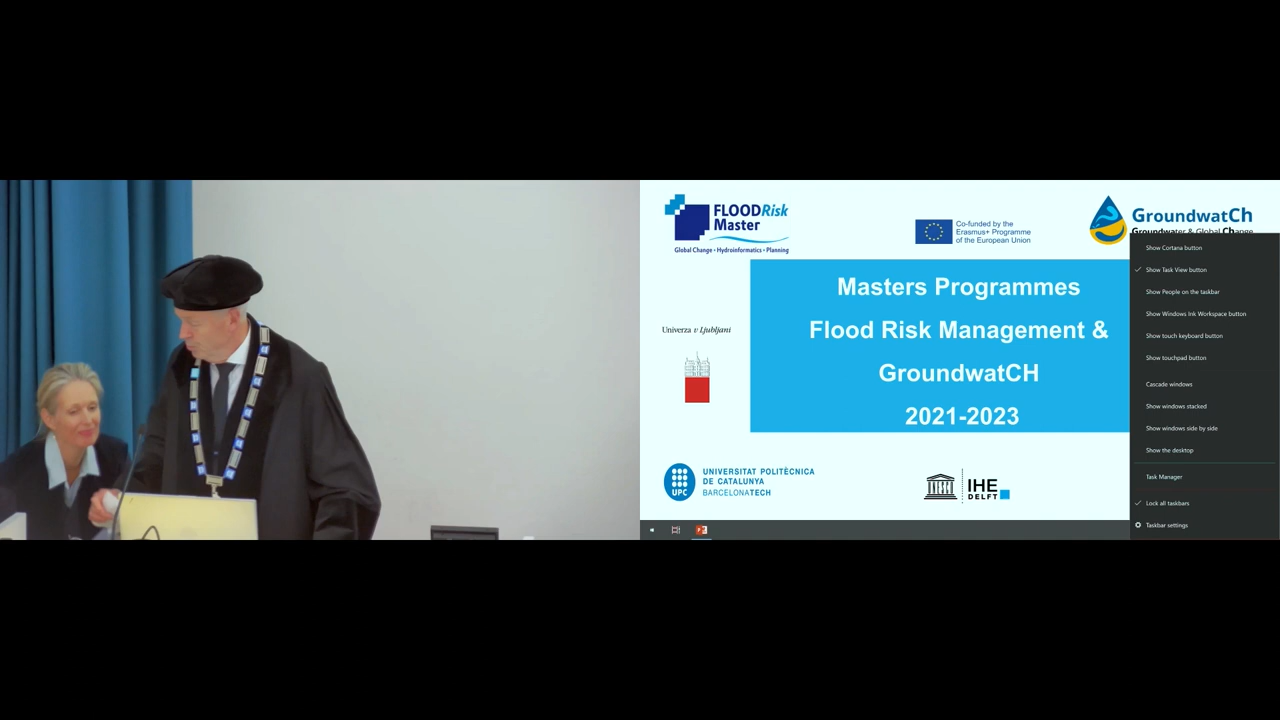 FLOODRisk
Master
Global Change • Hydroinformatics • Planning
Co-funded by the
Erasmus+ Programme
of the European Union
GroundwatCh
Groundwater & Global Change
Masters Programmes
Flood Risk Management &
GroundwatCH
2021-2023
Univerza v Ljubljani
UPC
UNIVERSITAT POLITÈCNICA
DE CATALUNYA
BARCELONATECH
IHE
DELFT
Show Cortana button
Show Task View button
Show People on the taskbar
Show Windows Ink Workspace button
Show touch keyboard button
Show touchpad button
Cascade windows
Show windows stacked
Show windows side by side
Show the desktop
Task Manager
Lock all taskbars
Taskbar settings